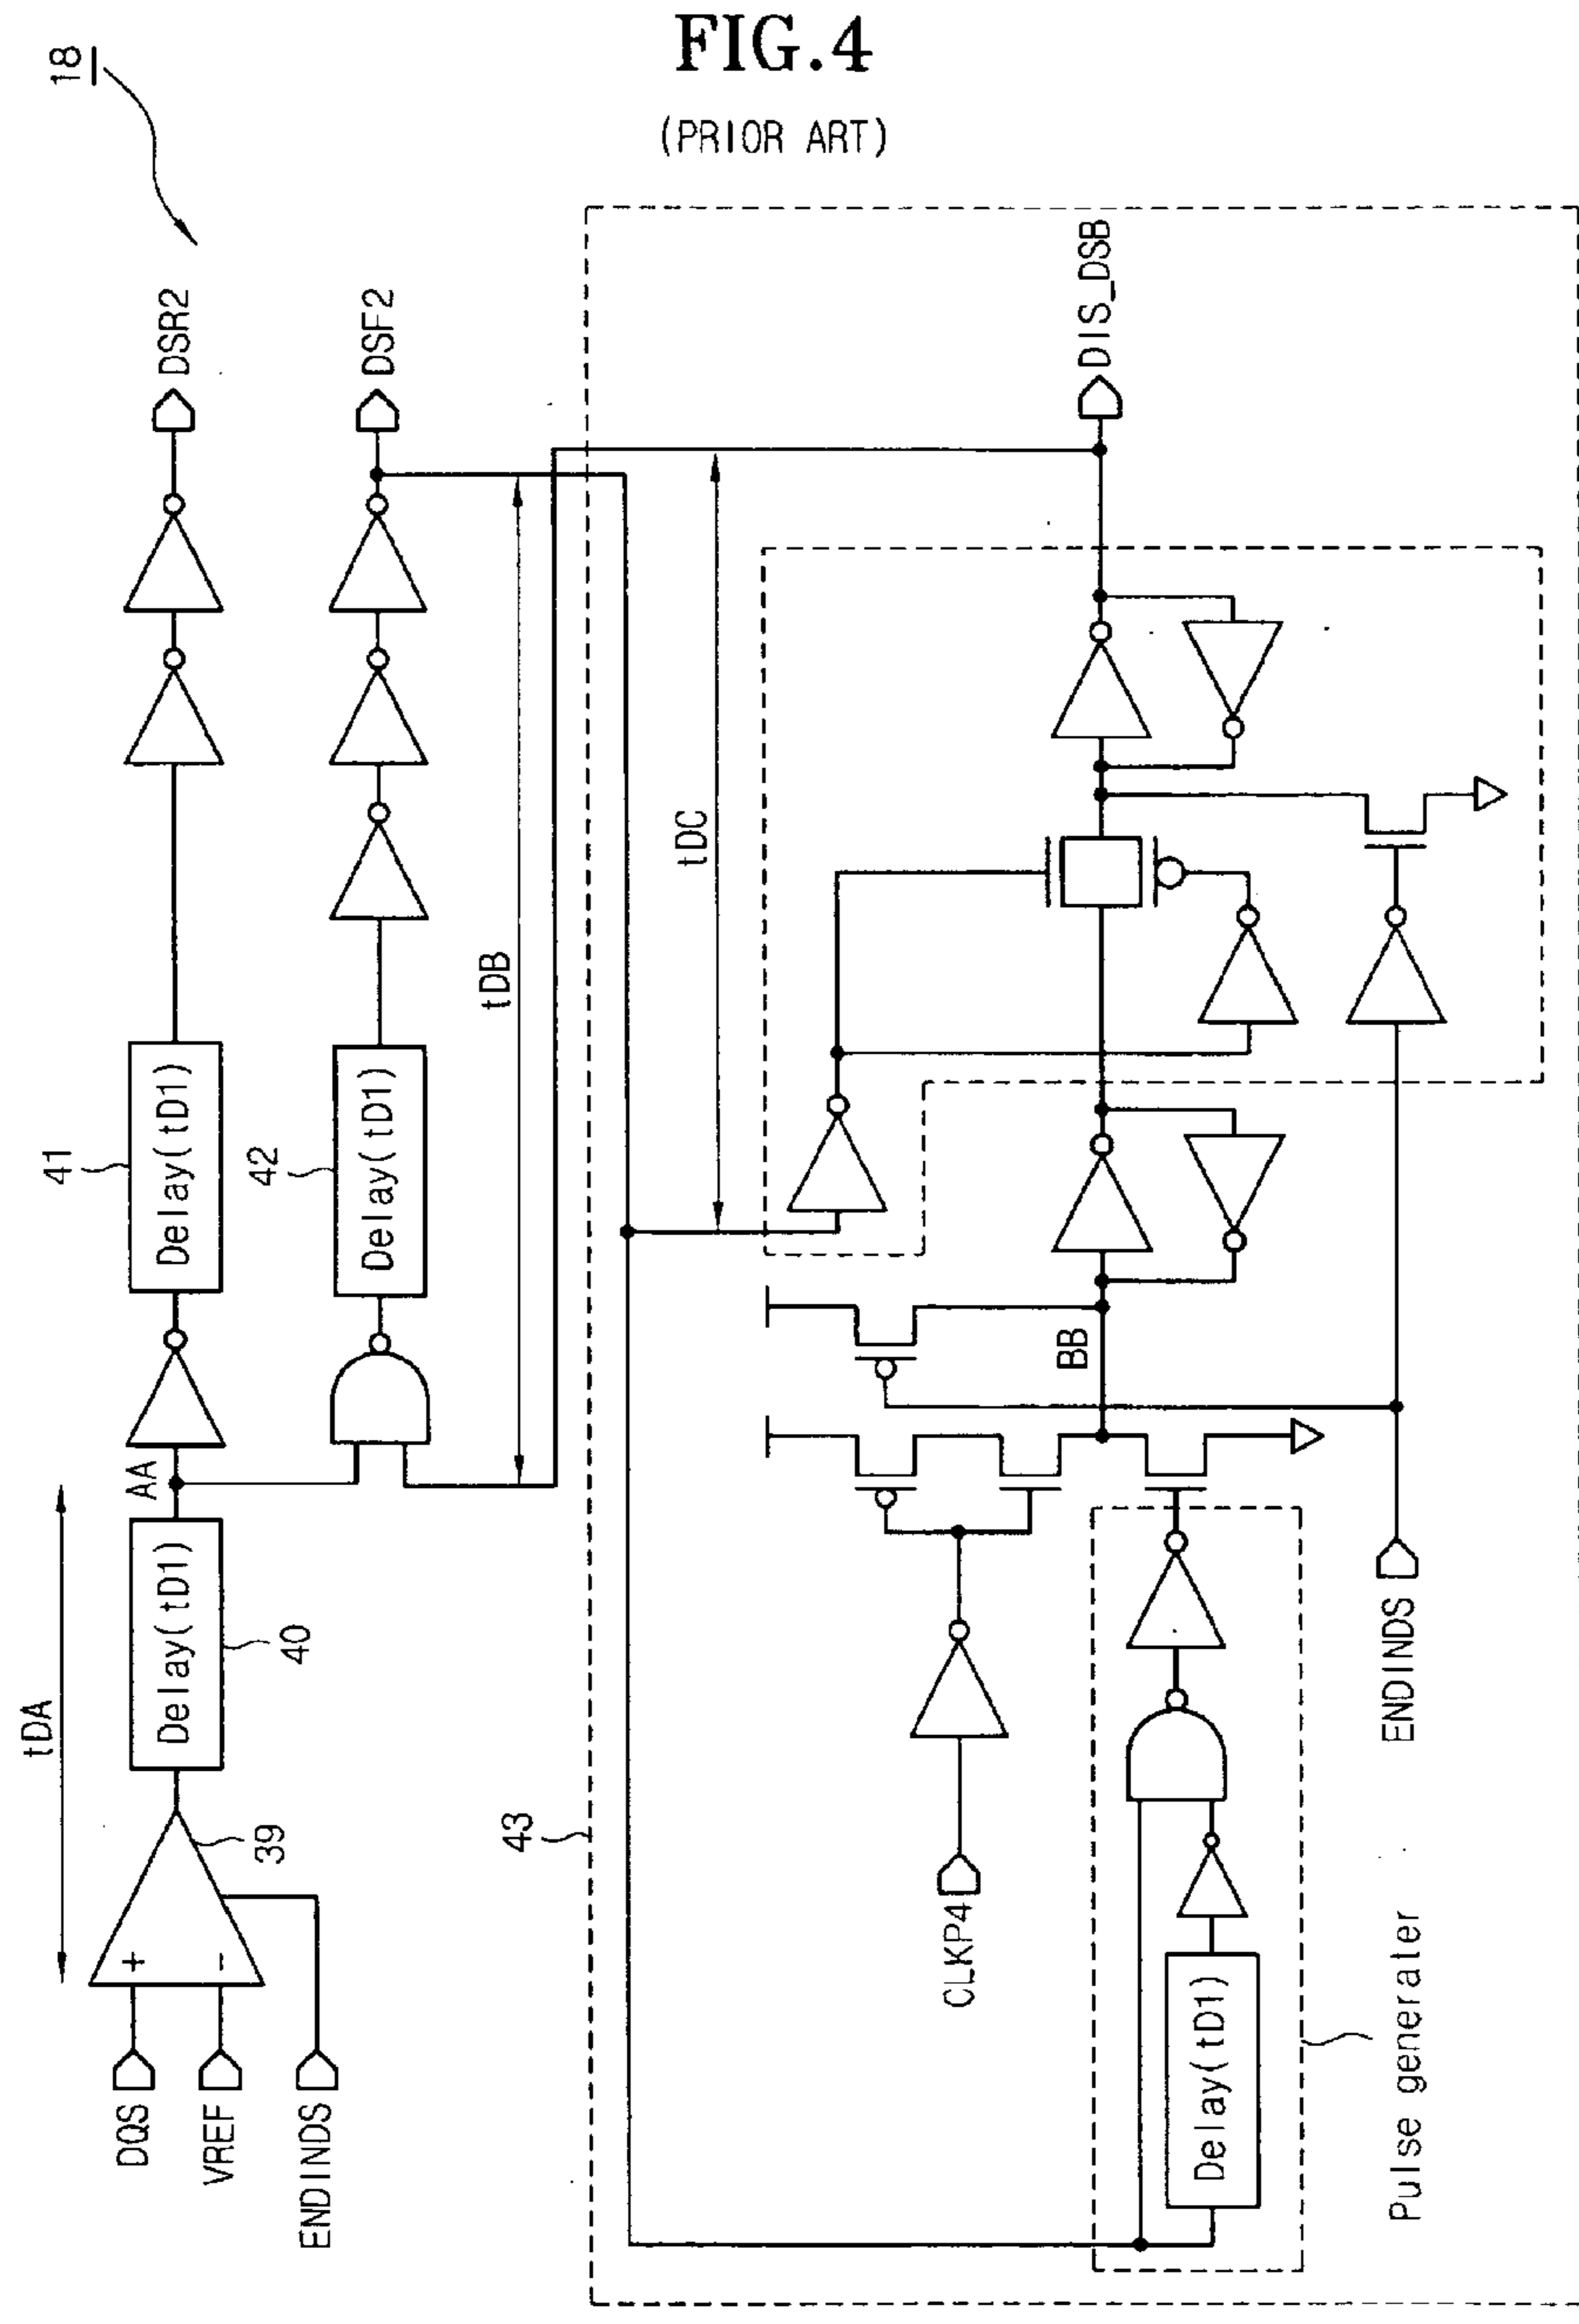 FIG.4
(PRIOR ART)
18
DSR2
DSF2
DIS_DSB
tDC
tDB
41
Delay(tD1)
42
Delay(tD1)
AA
BB
tDA
Delay(tD1)
40
39
+
-
DQS
VREF
ENDINDS
43
CLKP4
ENDINDS
Delay(tD1)
Pulse generater